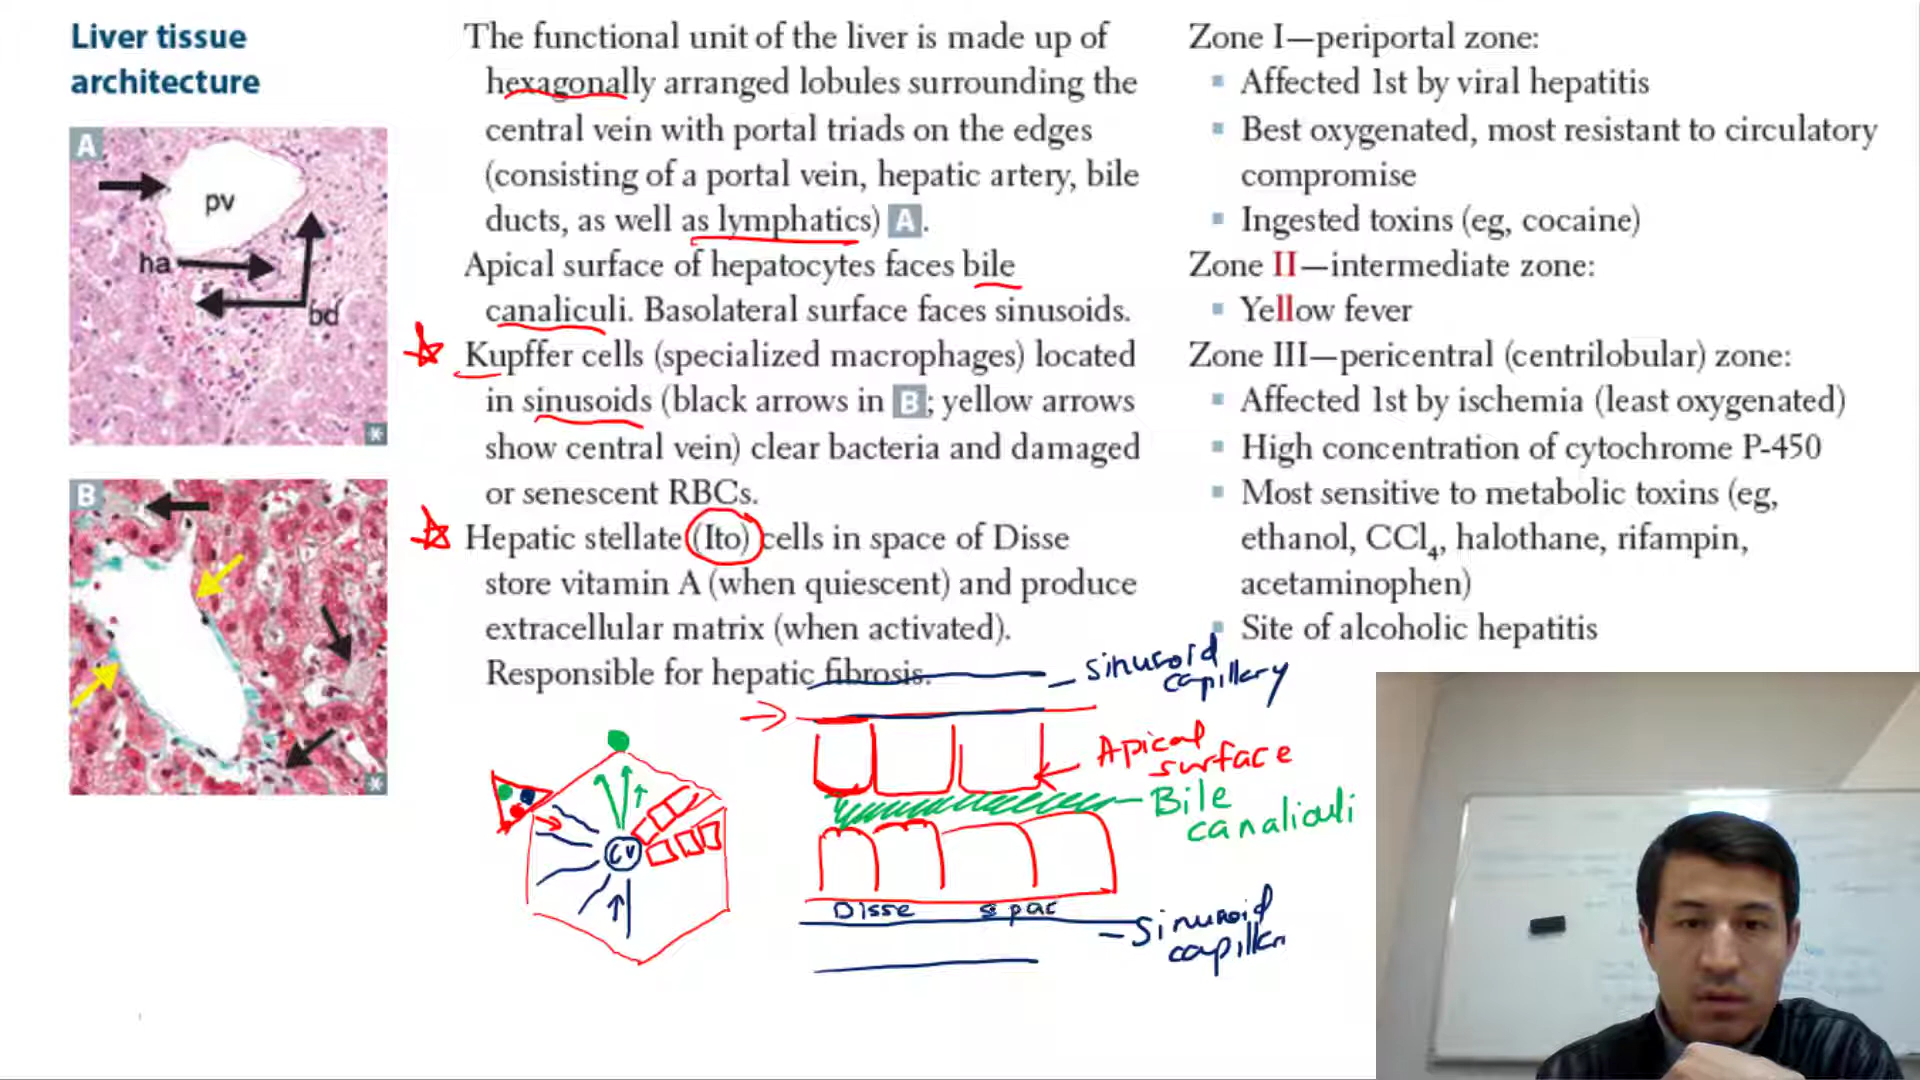 Liver tissue
architecture
A
pv
ha
bd
*
B
*
The functional unit of the liver is made up of
hexagonally arranged lobules surrounding the
central vein with portal triads on the edges
(consisting of a portal vein, hepatic artery, bile
ducts, as well as lymphatics) A.
Apical surface of hepatocytes faces bile
canaliculi. Basolateral surface faces sinusoids.
Kupffer cells (specialized macrophages) located
in sinusoids (black arrows in B; yellow arrows
show central vein) clear bacteria and damaged
or senescent RBCs.
Hepatic stellate (Ito) cells in space of Disse
store vitamin A (when quiescent) and produce
extracellular matrix (when activated).
Responsible for hepatic fibrosis.
Zone I—periportal zone:
▪ Affected 1st by viral hepatitis
▪ Best oxygenated, most resistant to circulatory
compromise
▪ Ingested toxins (eg, cocaine)
Zone II—intermediate zone:
▪ Yellow fever
Zone III—pericentral (centrilobular) zone:
▪ Affected 1st by ischemia (least oxygenated)
▪ High concentration of cytochrome P-450
▪ Most sensitive to metabolic toxins (eg,
ethanol, CCl4, halothane, rifampin,
acetaminophen)
▪ Site of alcoholic hepatitis
sinusoid
capillary
Apical
surface
Bile
canaliculi
CV
Disse spac
Sinusoid
capillar